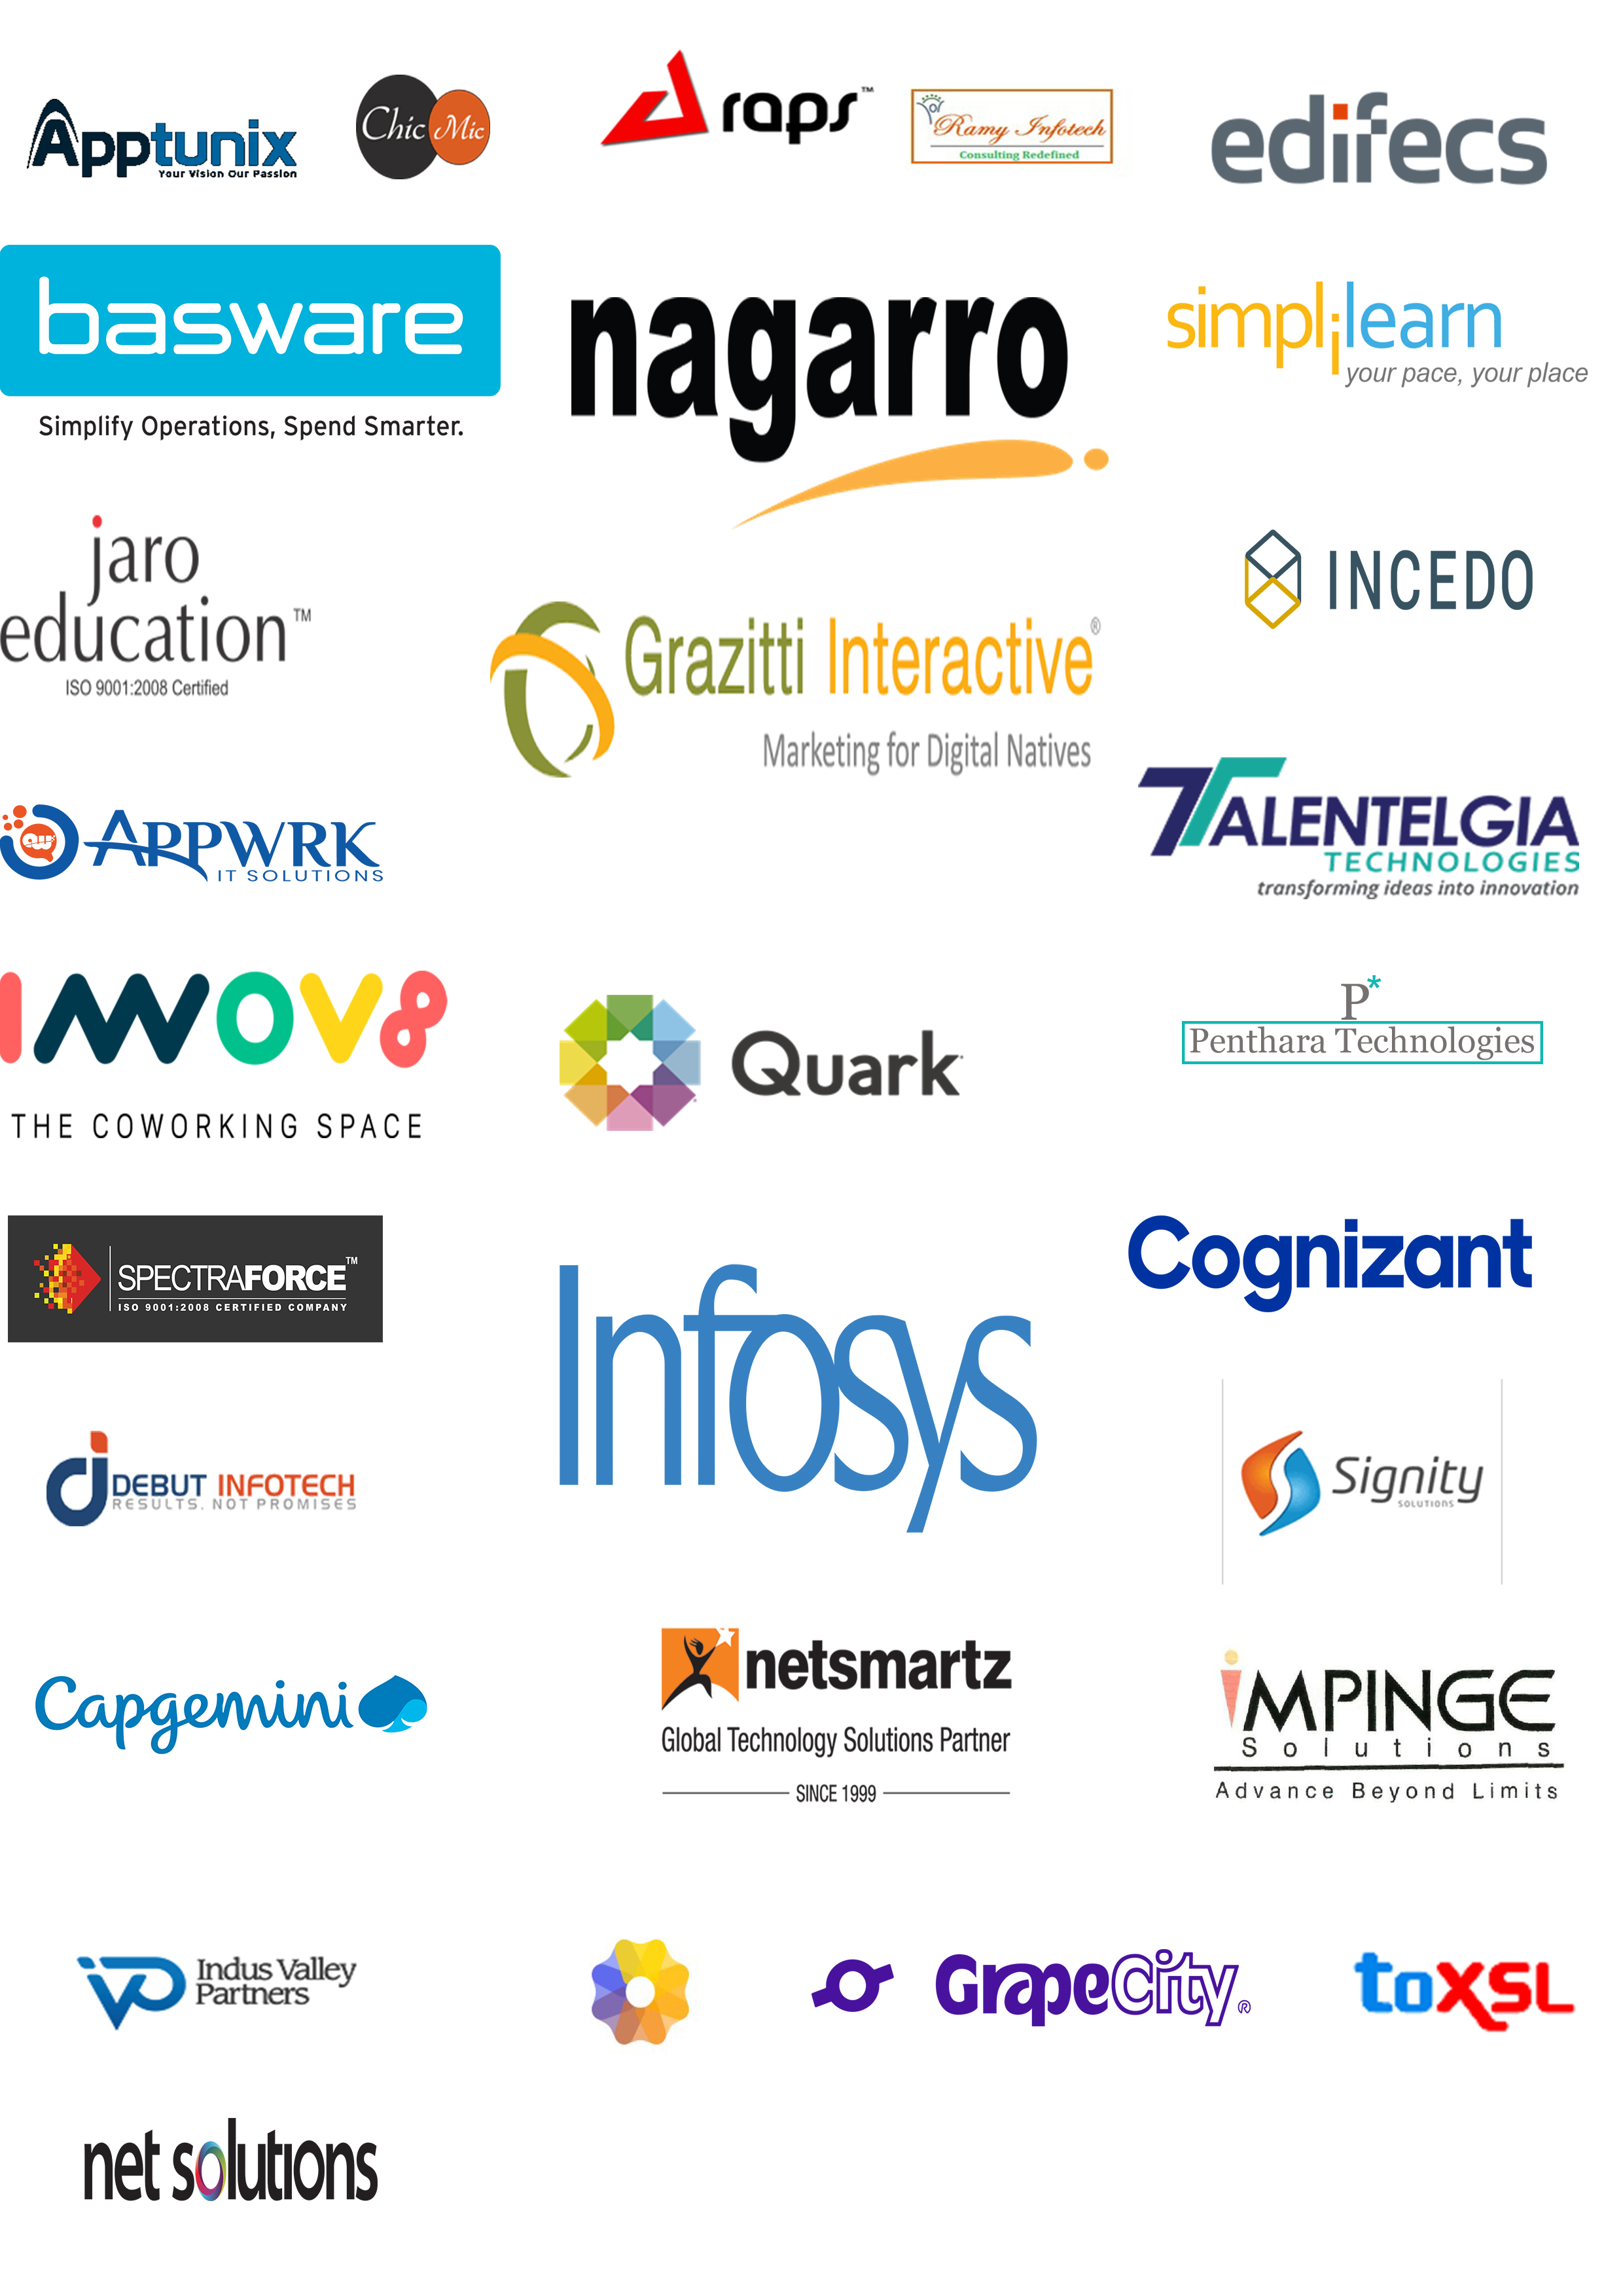 Apptunix
Your Vision Our Passion
Chic Mic
raps™
Ramy Infotech
Consulting Redefined
edifecs
basware
Simplify Operations, Spend Smarter.
nagarro
simplilearn
your pace, your place
jaro
education™
ISO 9001:2008 Certified
Grazitti Interactive®
Marketing for Digital Natives
INCEDO
APPWRK
IT SOLUTIONS
TALENTELGIA
TECHNOLOGIES
transforming ideas into innovation
INNOV8
THE COWORKING SPACE
Quark
P*
Penthara Technologies
SPECTRAFORCE™
ISO 9001:2008 CERTIFIED COMPANY
Infosys
Cognizant
DEBUT INFOTECH
RESULTS. NOT PROMISES
Signity
SOLUTIONS
Capgemini
netsmartz
Global Technology Solutions Partner
SINCE 1999
iMPINGE
Solutions
Advance Beyond Limits
Indus Valley
Partners
GrapeCity®
toXSL
net solutions